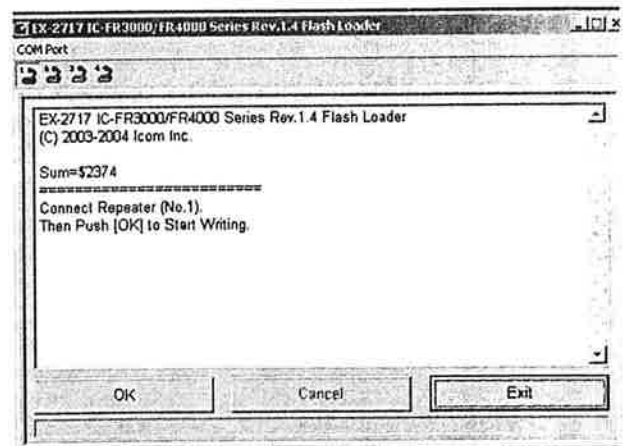 EX-2717 IC-FR3000/FR4000 Series Rev.1.4 Flash Loader
COM Port
EX-2717 IC-FR3000/FR4000 Series Rev.1.4 Flash Loader
(C) 2003-2004 Icom Inc.
Sum=$2374
==========================
Connect Repeater (No.1).
Then Push [OK] to Start Writing.
OK Cancel Exit